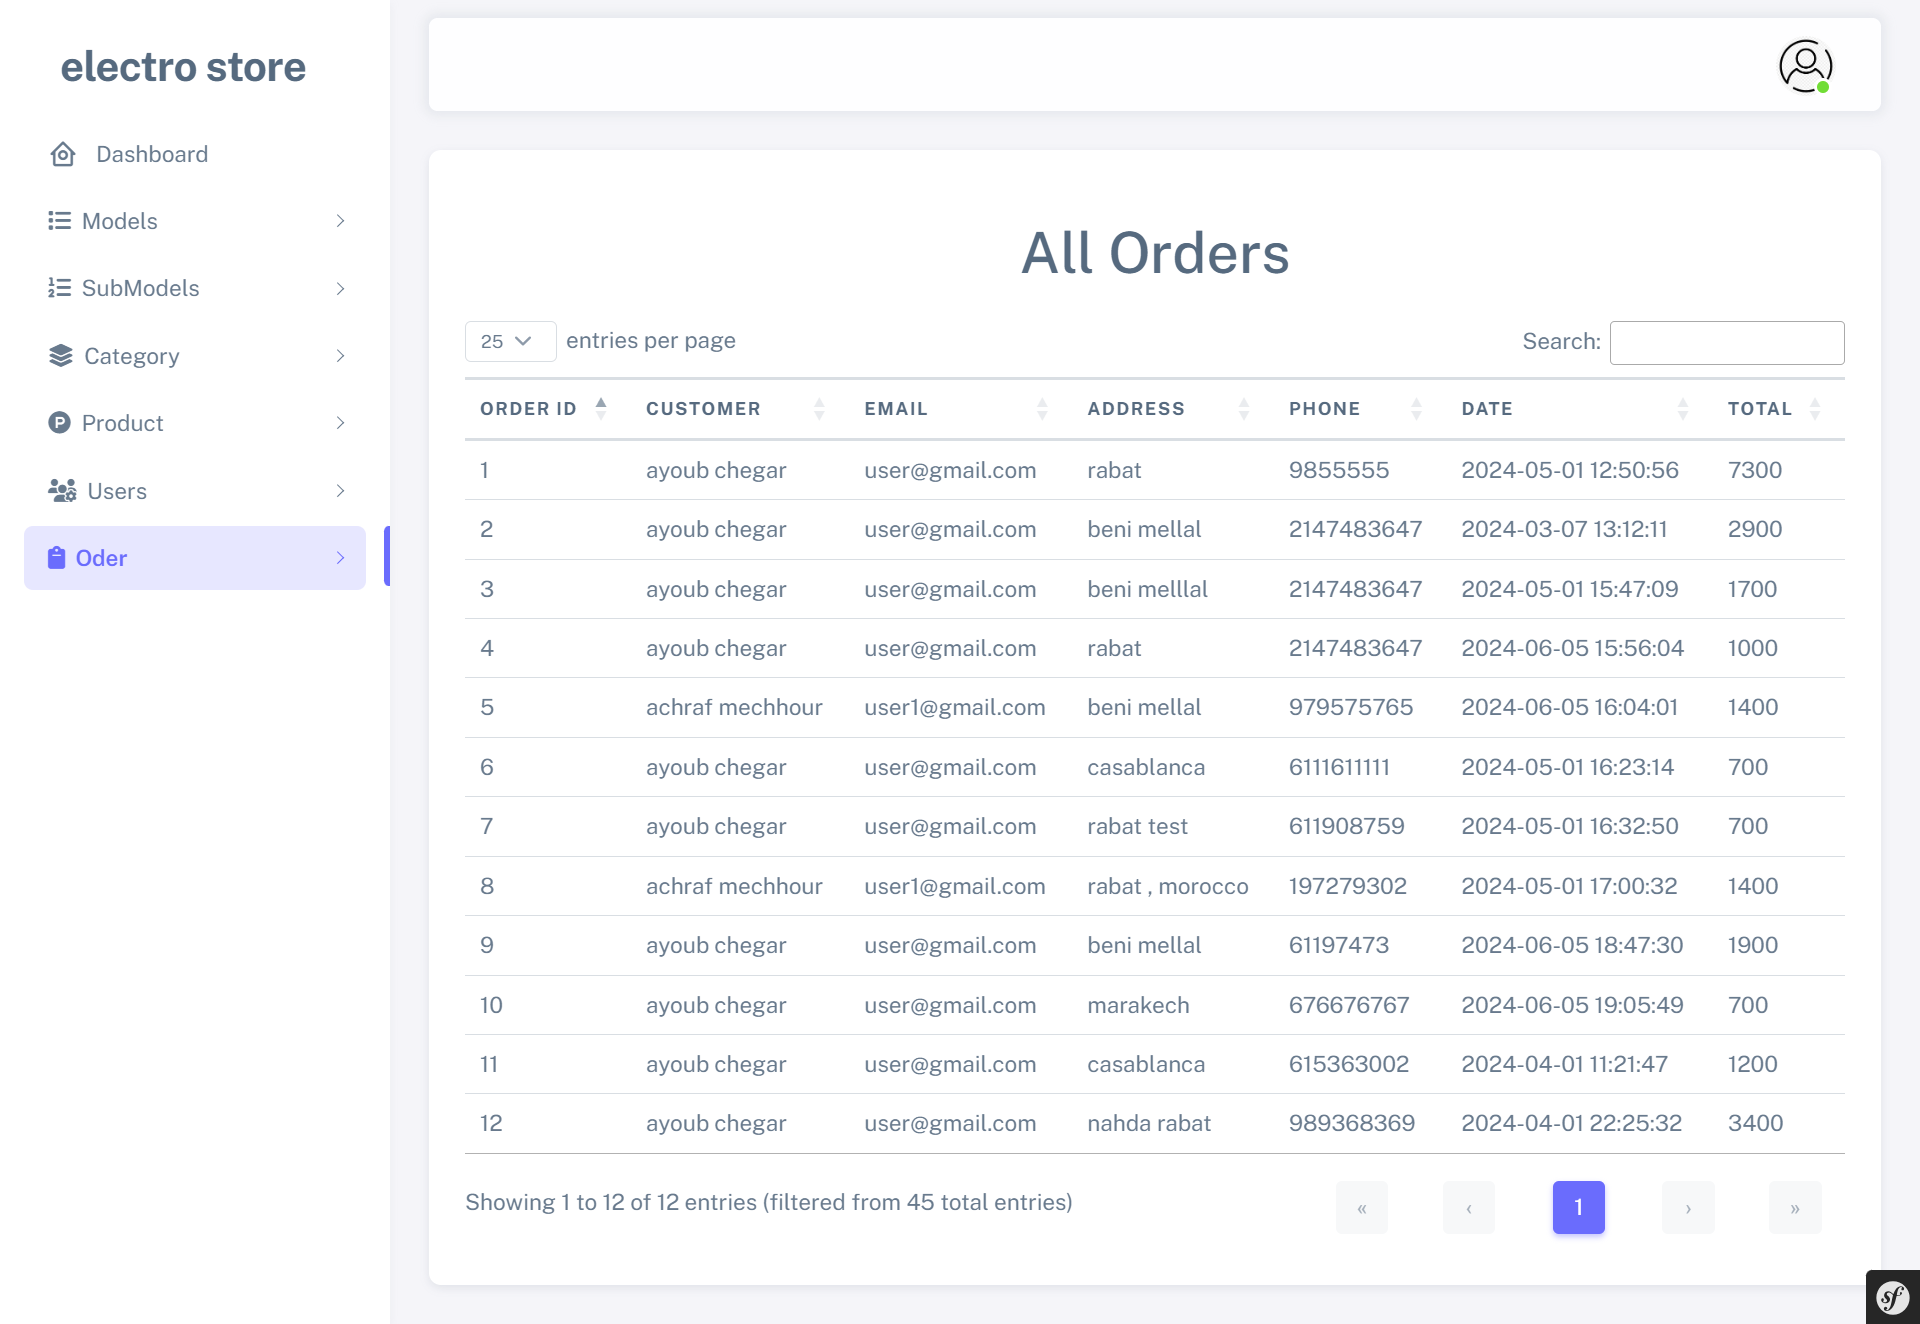 electro store
Dashboard
Models
SubModels
Category
Product
Users
Oder
All Orders
25 entries per page Search:
ORDER ID CUSTOMER EMAIL ADDRESS PHONE DATE TOTAL
1 ayoub chegar user@gmail.com rabat 9855555 2024-05-01 12:50:56 7300
2 ayoub chegar user@gmail.com beni mellal 2147483647 2024-03-07 13:12:11 2900
3 ayoub chegar user@gmail.com beni melllal 2147483647 2024-05-01 15:47:09 1700
4 ayoub chegar user@gmail.com rabat 2147483647 2024-06-05 15:56:04 1000
5 achraf mechhour user1@gmail.com beni mellal 979575765 2024-06-05 16:04:01 1400
6 ayoub chegar user@gmail.com casablanca 6111611111 2024-05-01 16:23:14 700
7 ayoub chegar user@gmail.com rabat test 611908759 2024-05-01 16:32:50 700
8 achraf mechhour user1@gmail.com rabat , morocco 197279302 2024-05-01 17:00:32 1400
9 ayoub chegar user@gmail.com beni mellal 61197473 2024-06-05 18:47:30 1900
10 ayoub chegar user@gmail.com marakech 676676767 2024-06-05 19:05:49 700
11 ayoub chegar user@gmail.com casablanca 615363002 2024-04-01 11:21:47 1200
12 ayoub chegar user@gmail.com nahda rabat 989368369 2024-04-01 22:25:32 3400
Showing 1 to 12 of 12 entries (filtered from 45 total entries) « ‹ 1 › »
sf